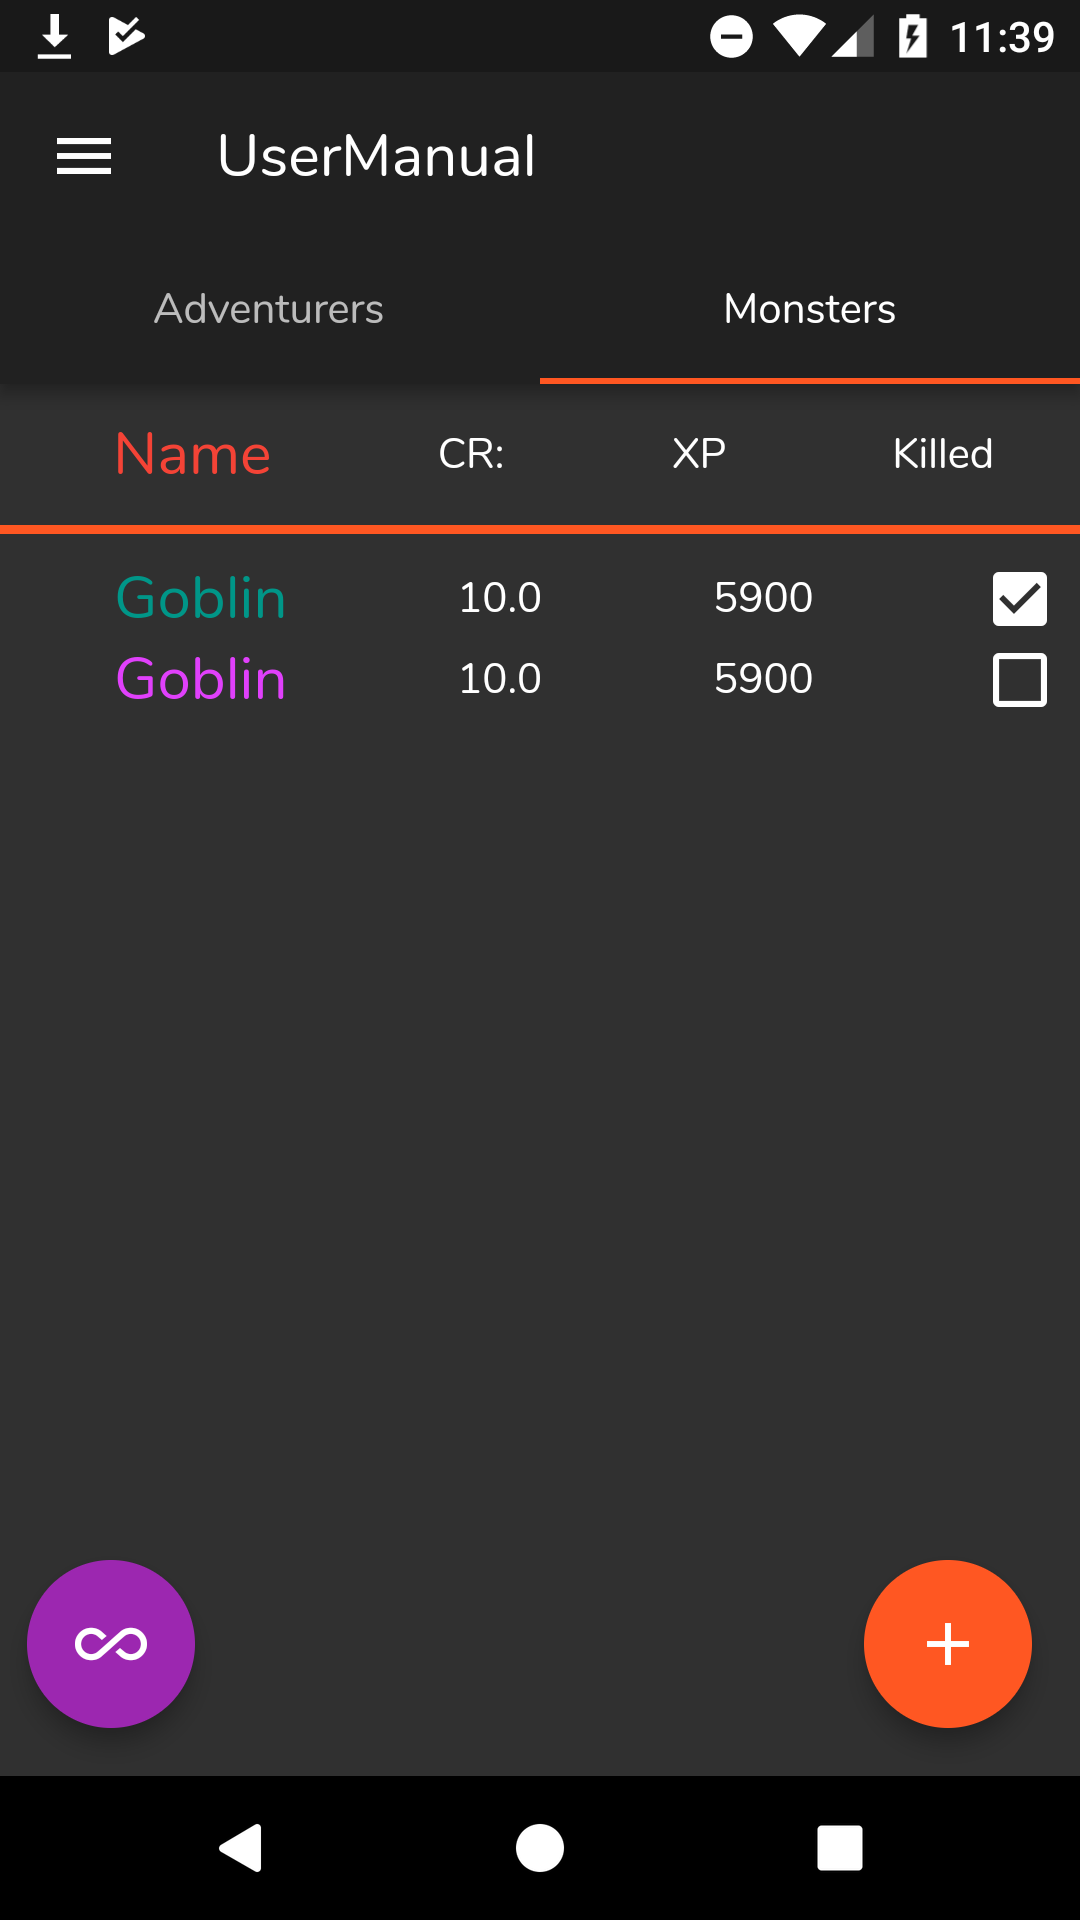 11:39
UserManual
Adventurers Monsters
Name CR: XP Killed
Goblin 10.0 5900
Goblin 10.0 5900